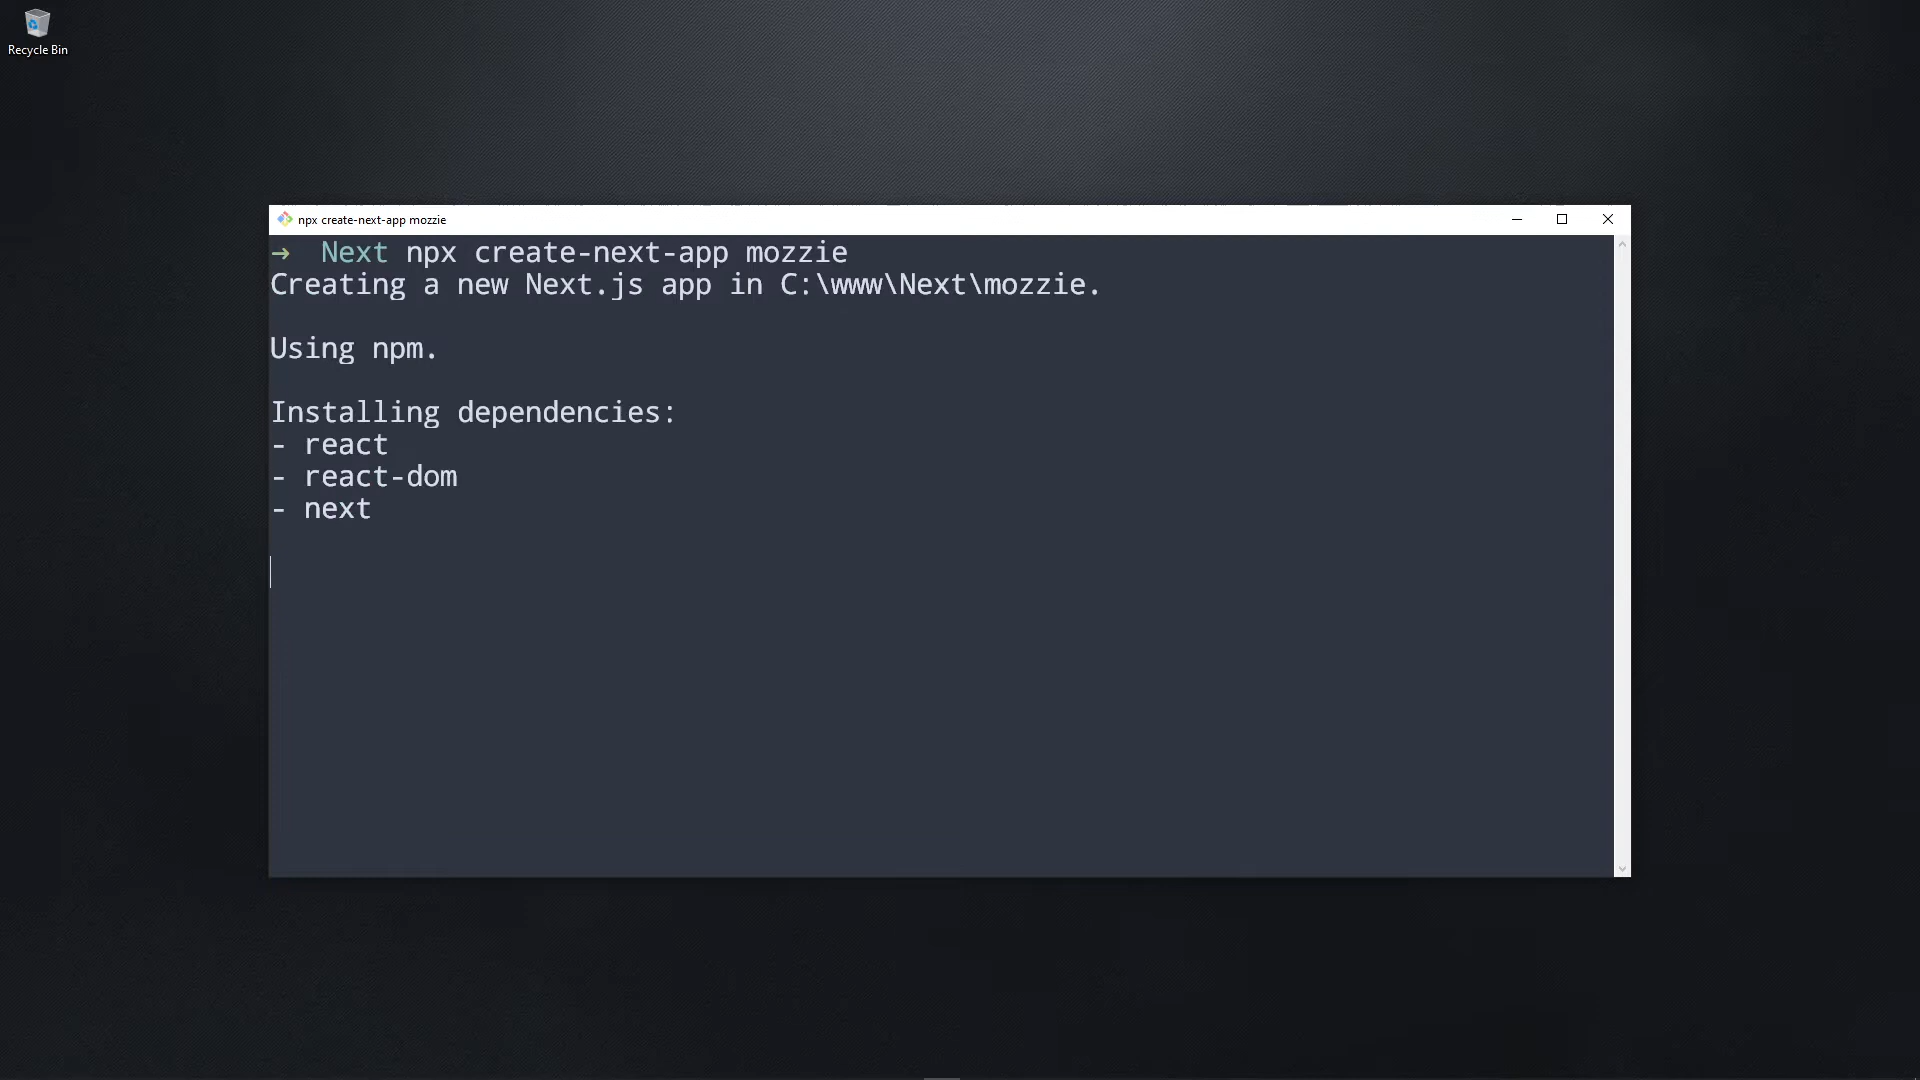 Recycle Bin
npx create-next-app mozzie
→ Next npx create-next-app mozzie
Creating a new Next.js app in C:\www\Next\mozzie.
Using npm.
Installing dependencies:
- react
- react-dom
- next